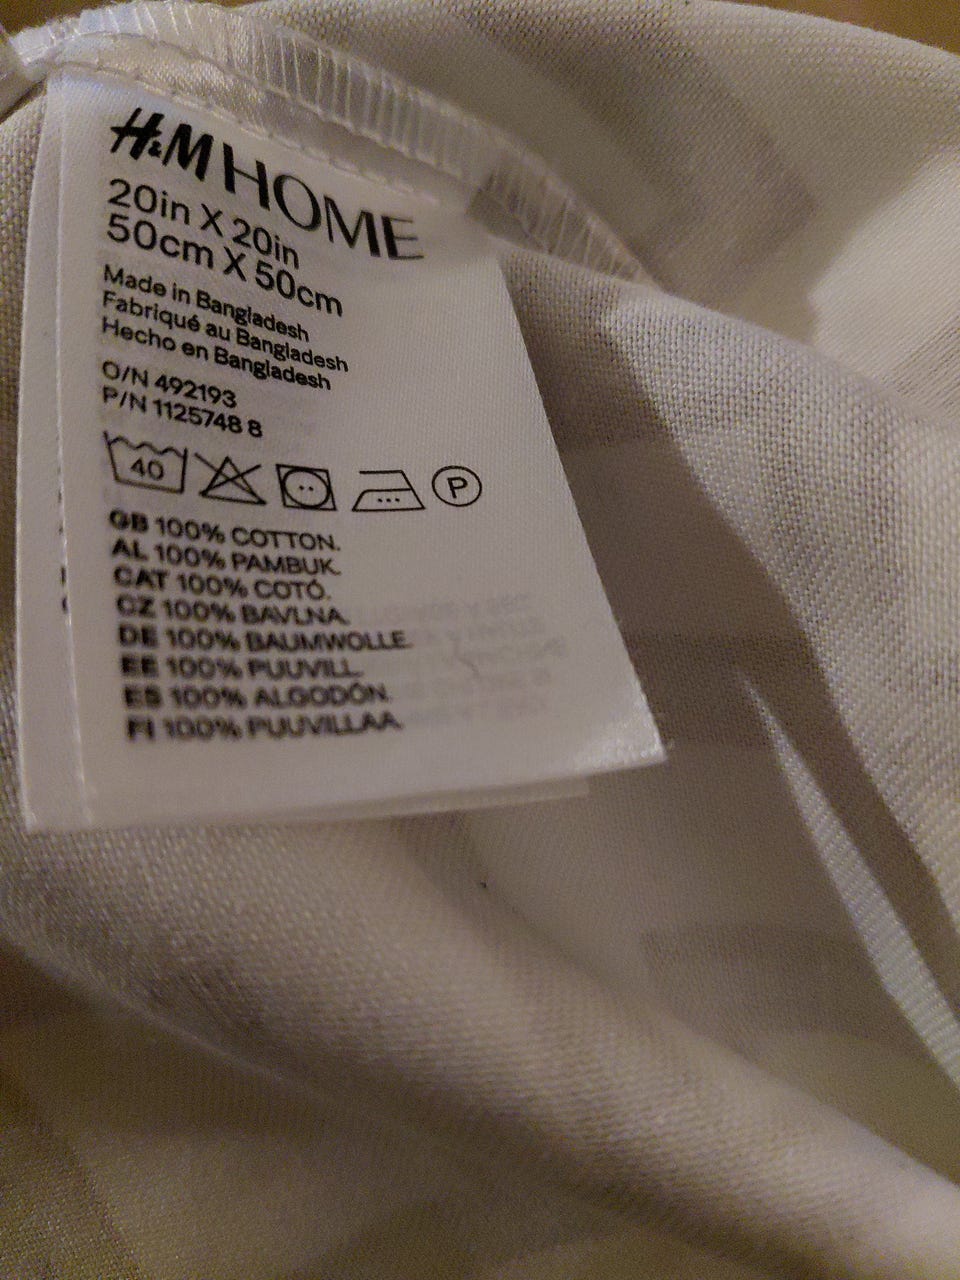 H&M HOME
20in X 20in
50cm X 50cm
Made in Bangladesh
Fabriqué au Bangladesh
Hecho en Bangladesh
O/N 492193
P/N 1125748 8
40 P
GB 100% COTTON.
AL 100% PAMBUK.
CAT 100% COTÓ.
CZ 100% BAVLNA.
DE 100% BAUMWOLLE.
EE 100% PUUVILL.
ES 100% ALGODÓN.
FI 100% PUUVILLAA.